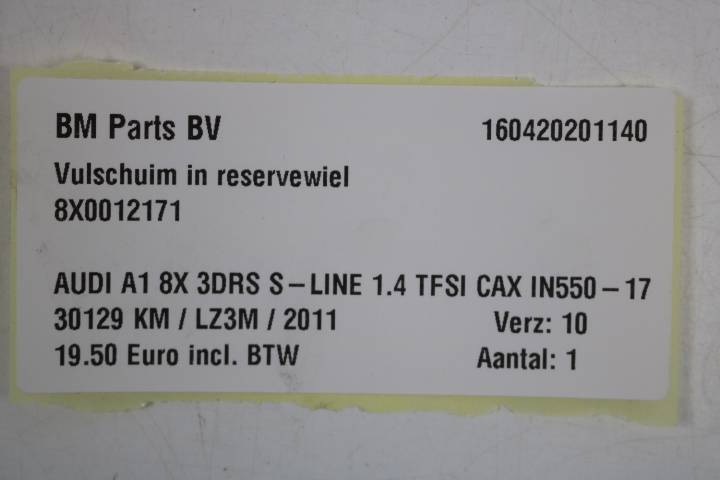 BM Parts BV 160420201140
Vulschuim in reservewiel
8X0012171
AUDI A1 8X 3DRS S-LINE 1.4 TFSI CAX IN550-17
30129 KM / LZ3M / 2011 Verz: 10
19.50 Euro incl. BTW Aantal: 1